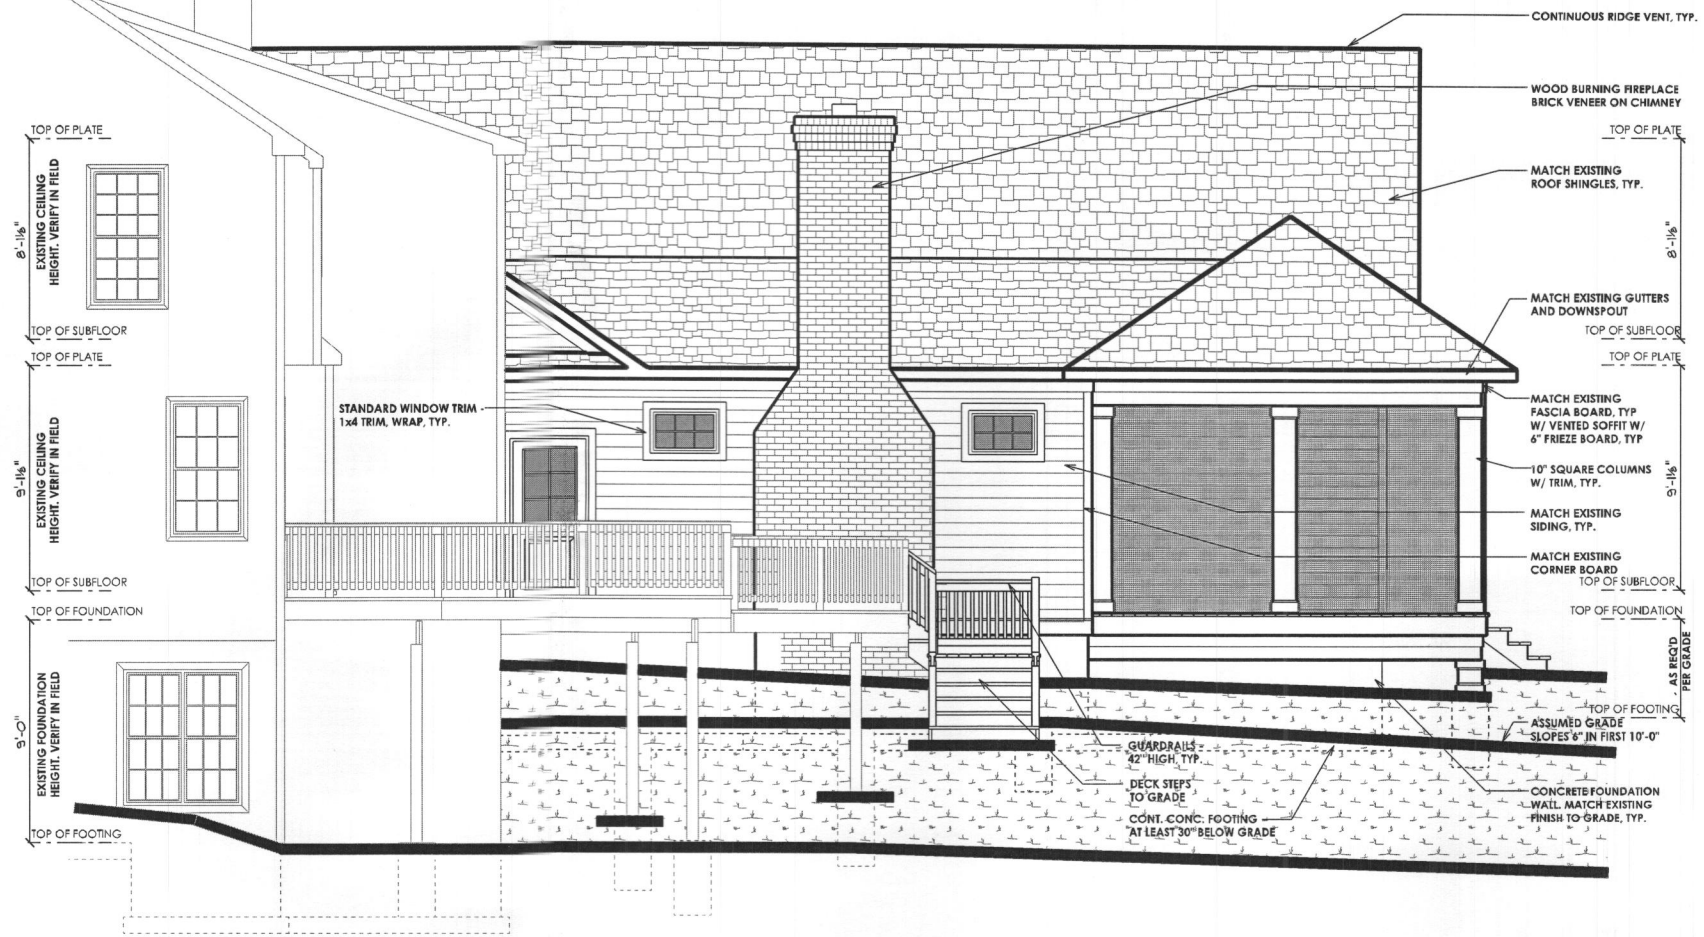 CONTINUOUS RIDGE VENT, TYP.
WOOD BURNING FIREPLACE
BRICK VENEER ON CHIMNEY
TOP OF PLATE
TOP OF PLATE
8'-1⅛"
EXISTING CEILING
HEIGHT. VERIFY IN FIELD
MATCH EXISTING
ROOF SHINGLES, TYP.
8'-1⅛"
MATCH EXISTING GUTTERS
AND DOWNSPOUT
TOP OF SUBFLOOR
TOP OF SUBFLOOR
TOP OF PLATE
TOP OF PLATE
9'-1⅛"
EXISTING CEILING
HEIGHT. VERIFY IN FIELD
STANDARD WINDOW TRIM -
1x4 TRIM, WRAP, TYP.
MATCH EXISTING
FASCIA BOARD, TYP
W/ VENTED SOFFIT W/
6" FRIEZE BOARD, TYP
10" SQUARE COLUMNS
W/ TRIM, TYP.
9'-1⅛"
MATCH EXISTING
SIDING, TYP.
MATCH EXISTING
CORNER BOARD
TOP OF SUBFLOOR
TOP OF SUBFLOOR
TOP OF FOUNDATION
TOP OF FOUNDATION
9'-0"
EXISTING FOUNDATION
HEIGHT. VERIFY IN FIELD
AS REQ'D
PER GRADE
TOP OF FOOTING
ASSUMED GRADE
SLOPES 6" IN FIRST 10'-0"
GUARDRAILS
42" HIGH, TYP.
DECK STEPS
TO GRADE
CONCRETE FOUNDATION
WALL. MATCH EXISTING
FINISH TO GRADE, TYP.
CONT. CONC. FOOTING
AT LEAST 30" BELOW GRADE
TOP OF FOOTING